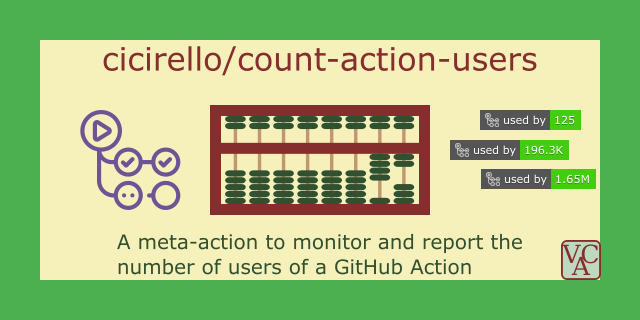 cicirello/count-action-users
used by 125
used by 196.3K
used by 1.65M
A meta-action to monitor and report the
number of users of a GitHub Action
VCA